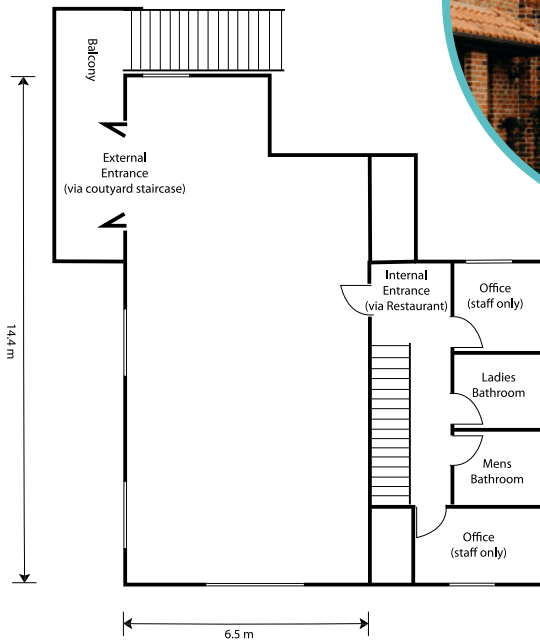 Balcony
External
Entrance
(via coutyard staircase)
Internal
Entrance
(via Restaurant)
Office
(staff only)
Ladies
Bathroom
Mens
Bathroom
Office
(staff only)
14.4 m
6.5 m